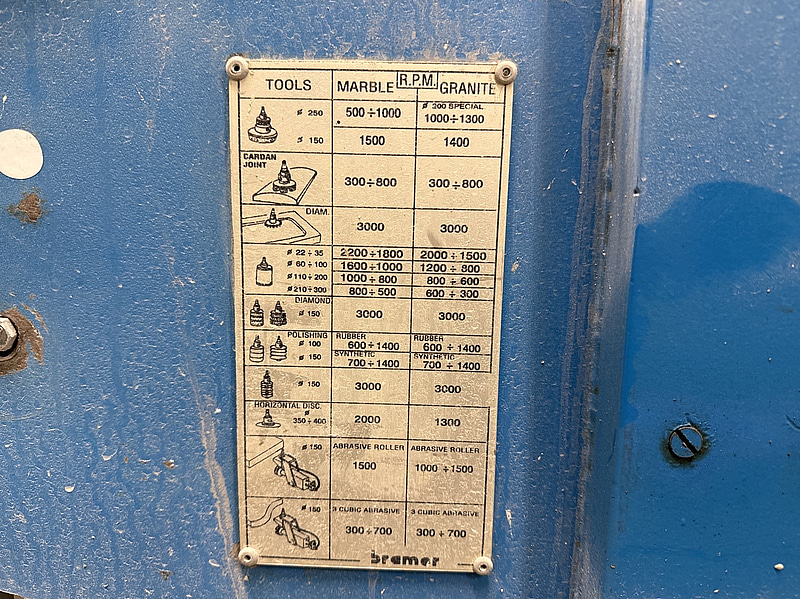 TOOLS MARBLE R.P.M. GRANITE
ø 250 500÷1000 ø 200 SPECIAL
1000÷1300
ø 150 1500 1400
CARDAN
JOINT
300÷800 300÷800
DIAM.
3000 3000
ø 22 ÷ 35 2200÷1800 2000÷1500
ø 60 ÷ 100 1600÷1000 1200 ÷ 800
ø 110 ÷ 200 1000÷800 800 ÷ 600
ø 210÷300 800÷500 600 ÷ 300
DIAMOND
ø 150 3000 3000
POLISHING RUBBER RUBBER
ø 100 600÷1400 600 ÷1400
SYNTHETIC SYNTHETIC
ø 150 700÷1400 700 ÷1400
ø 150 3000 3000
HORIZONTAL DISC.
ø
350÷400 2000 1300
ø 150 ABRASIVE ROLLER ABRASIVE ROLLER
1500 1000 ÷1500
ø 150 3 CUBIC ABRASIVE 3 CUBIC ABRASIVE
300÷700 300 ÷700
bramer